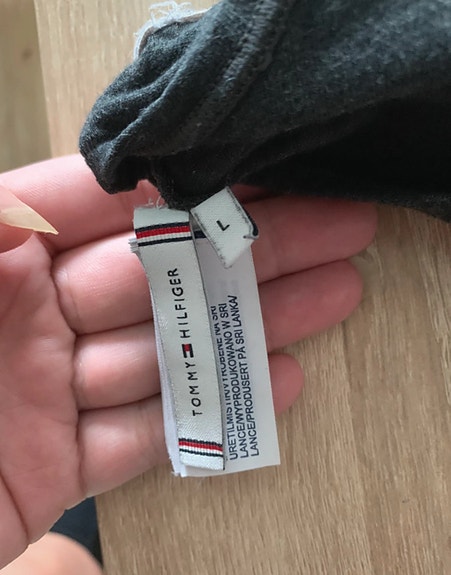 L
TOMMY HILFIGER
LANCE/WYPRODUKOWANO W SRI
LANCE/PRODUSERT PÅ SRI LANKA/